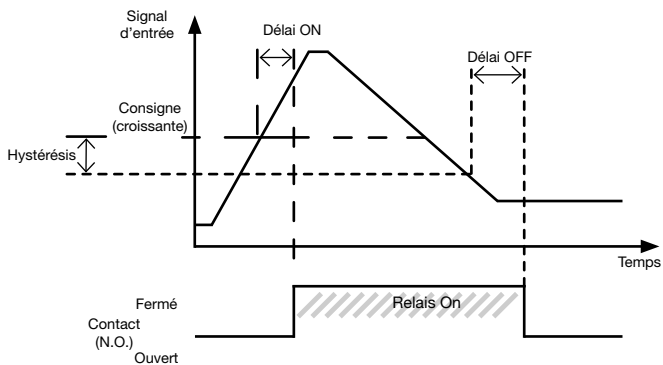 Signal
d'entrée
Délai ON
Délai OFF
Consigne
(croissante)
Hystérésis
Temps
Fermé
Relais On
Contact
(N.O.)
Ouvert